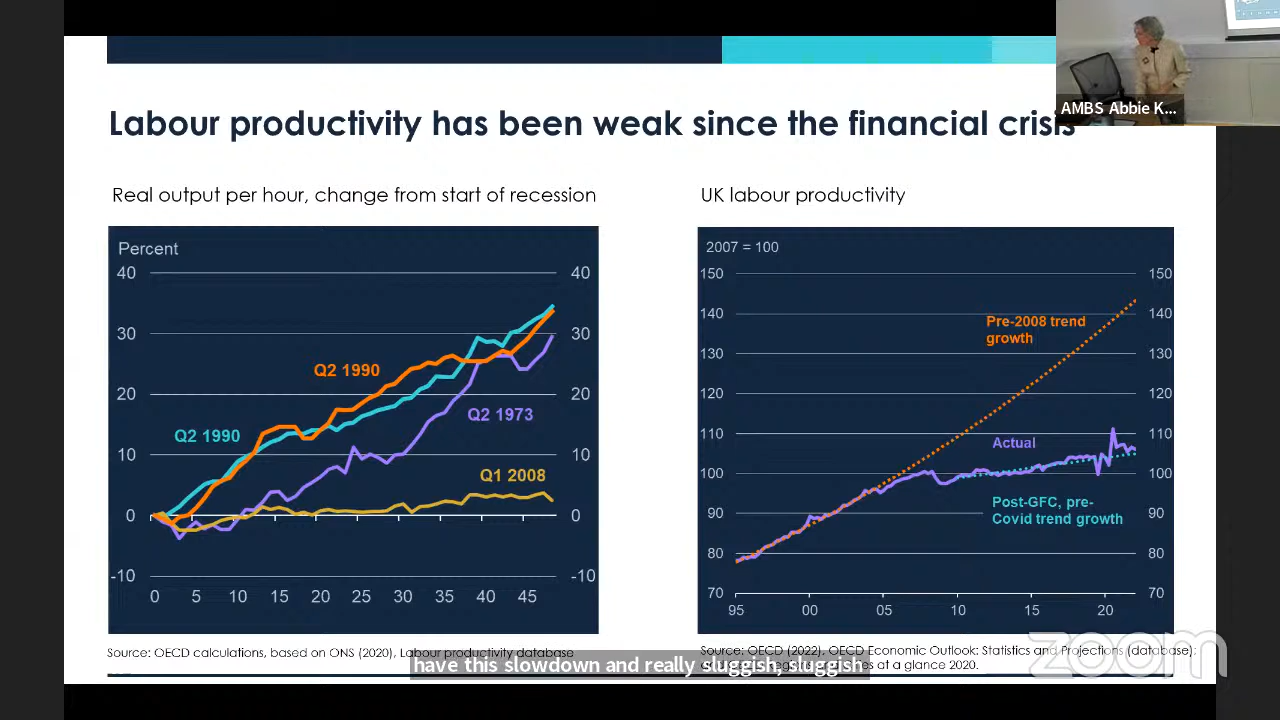 AMBS Abbie K...
Labour productivity has been weak since the financial crisis
Real output per hour, change from start of recession
Percent
40
40
30
30
20
20
10
10
0
0
-10
-10
Q2 1990
Q2 1990
Q2 1973
Q1 2008
0 5 10 15 20 25 30 35 40 45
Source: OECD calculations, based on ONS (2020), Labour productivity database
UK labour productivity
2007 = 100
150
150
140
140
130
130
120
120
110
110
100
100
90
90
80
80
70
70
Pre-2008 trend
growth
Actual
Post-GFC, pre-
Covid trend growth
95 00 05 10 15 20
Source: OECD (2022), OECD Economic Outlook: Statistics and Projections (database);
at a glance 2020.
have this slowdown and really sluggish, sluggish
zoom